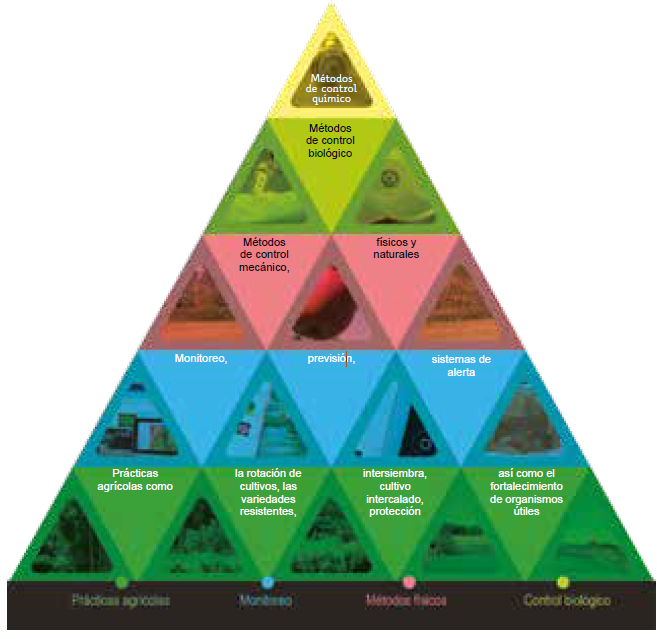 Métodos
de control
químico
Métodos
de control
biológico
Métodos
de control
mecánico,
físicos y
naturales
Monitoreo,
previsión,
sistemas de
alerta
Prácticas
agrícolas como
la rotación de
cultivos, las
variedades
resistentes,
intersiembra,
cultivo
intercalado,
protección
así como el
fortalecimiento
de organismos
útiles
Prácticas agrícolas
Monitoreo
Métodos físicos
Control biológico